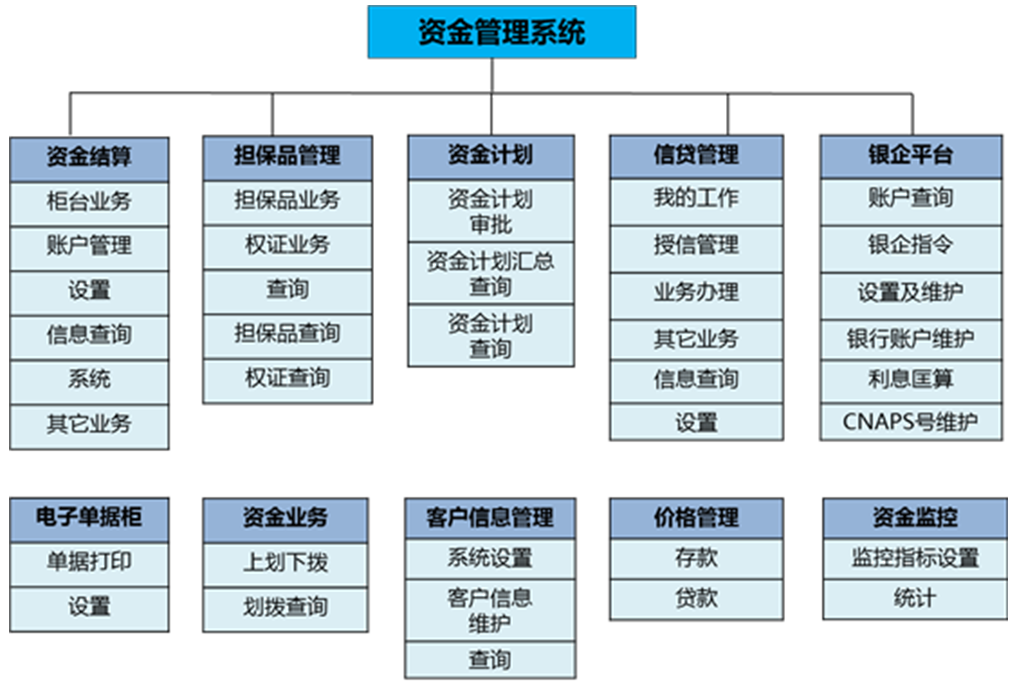 资金管理系统
资金结算
柜台业务
账户管理
设置
信息查询
系统
其它业务
担保品管理
担保品业务
权证业务
查询
担保品查询
权证查询
资金计划
资金计划
审批
资金计划汇总
查询
资金计划
查询
信贷管理
我的工作
授信管理
业务办理
其它业务
信息查询
设置
银企平台
账户查询
银企指令
设置及维护
银行账户维护
利息匡算
CNAPS号维护
电子单据柜
单据打印
设置
资金业务
上划下拨
划拨查询
客户信息管理
系统设置
客户信息
维护
查询
价格管理
存款
贷款
资金监控
监控指标设置
统计